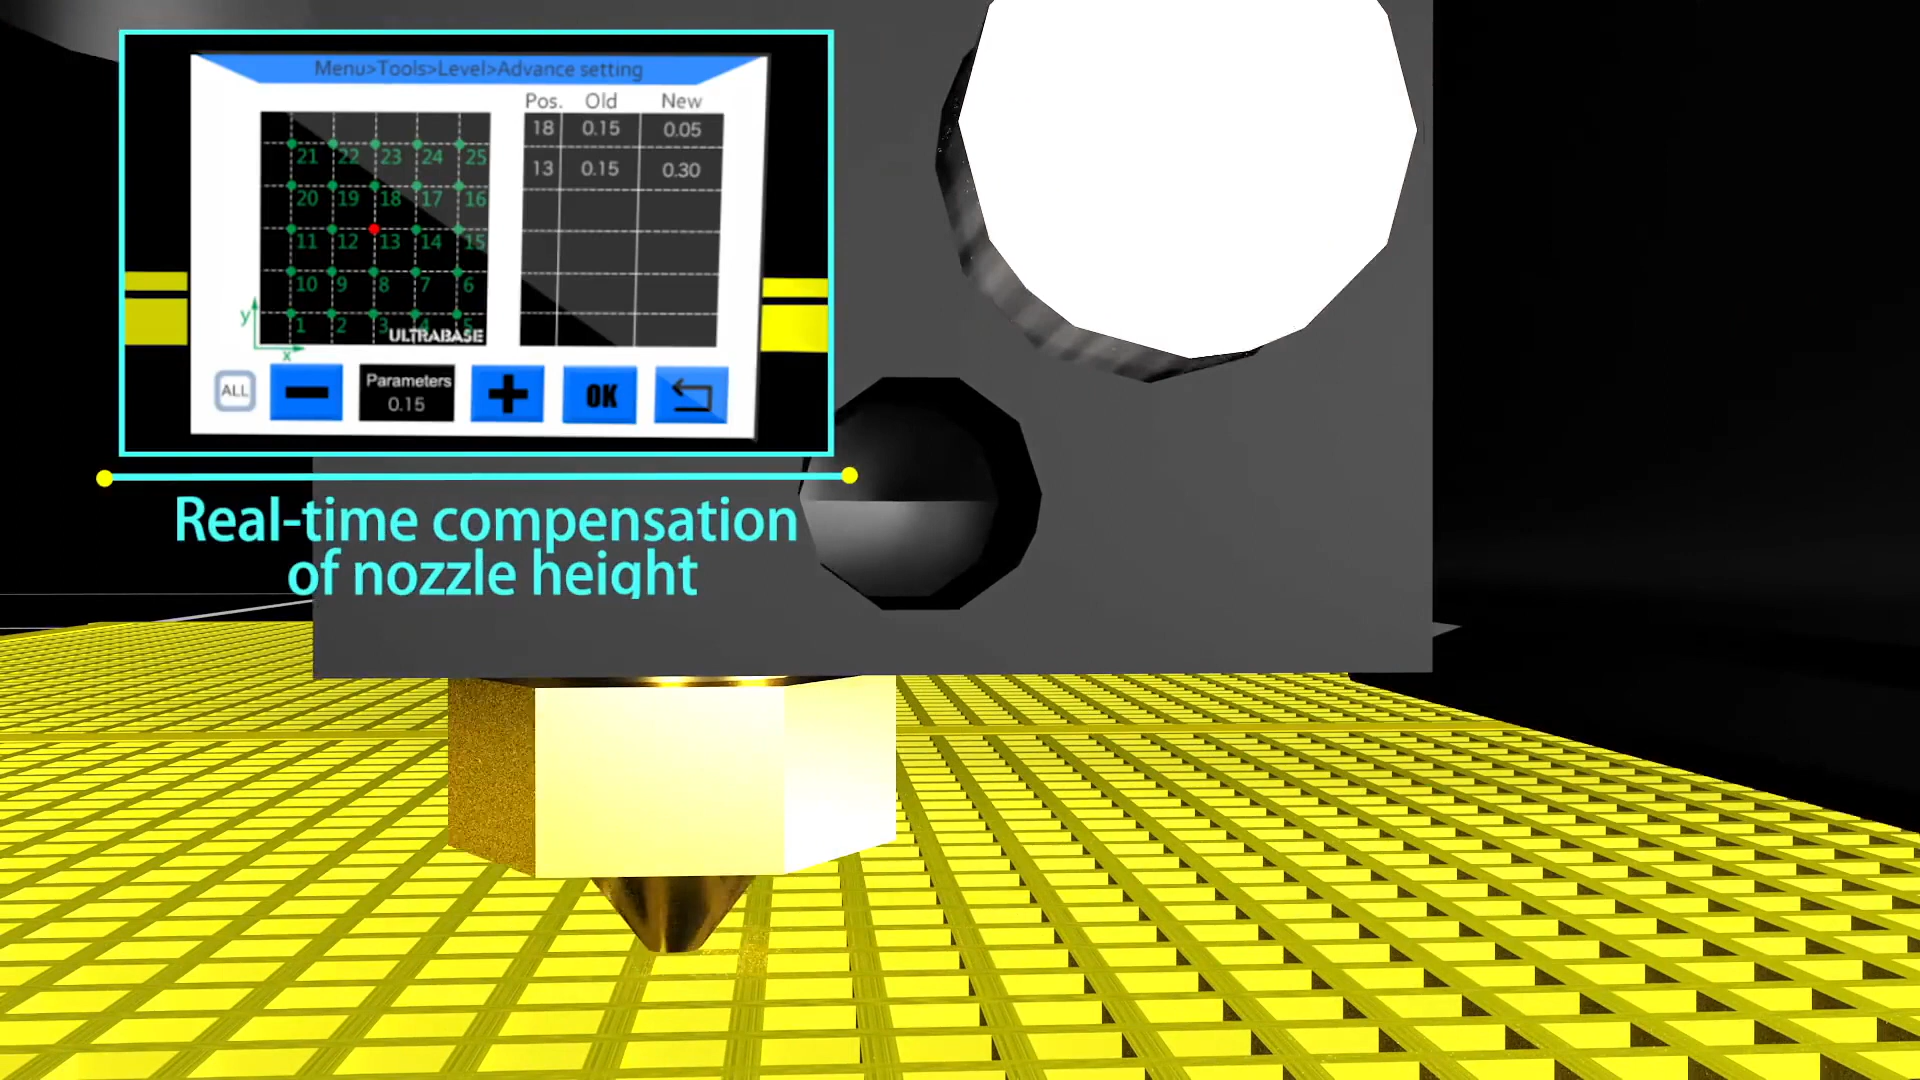 Menu>Tools>Level>Advance setting
Pos. Old New
18 0.15 0.05
13 0.15 0.30
21 22 23 24 25
20 19 18 17 16
11 12 13 14 15
10 9 8 7 6
1 2 3 4 5
ULTRABASE
y
x
ALL
Parameters
0.15
OK
Real-time compensation
of nozzle height